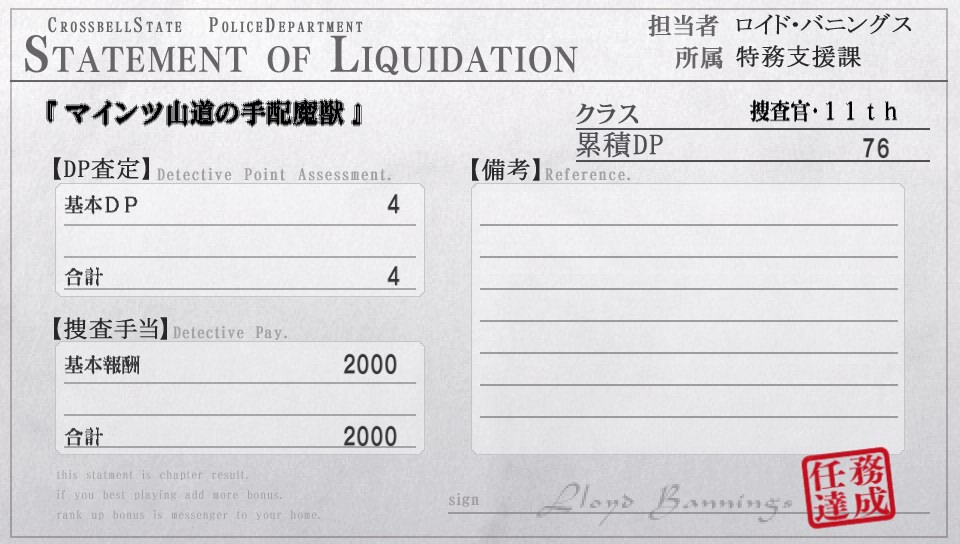 CROSSBELLSTATE POLICEDEPARTMENT
STATEMENT OF LIQUIDATION
担当者 ロイド・バニングス
所属 特務支援課
『マインツ山道の手配魔獣』
クラス 捜査官・11th
累積DP 76
【DP査定】Detective Point Assessment.
基本DP 4
合計 4
【備考】Reference.
【捜査手当】Detective Pay.
基本報酬 2000
合計 2000
this statment is chapter result.
if you best playing add more bonus.
rank up bonus is messenger to your home.
sign Lloyd Bannings
任務
達成